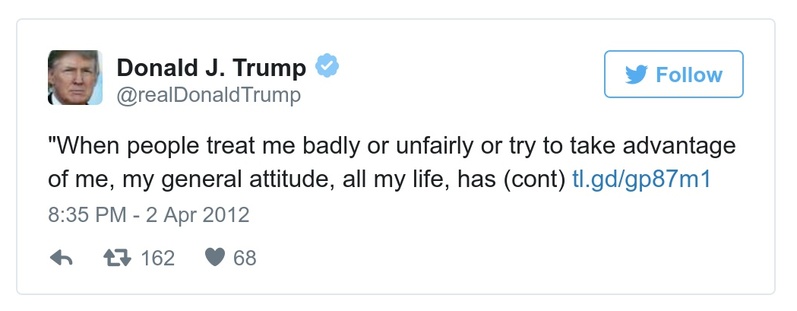 Donald J. Trump
@realDonaldTrump
Follow
"When people treat me badly or unfairly or try to take advantage
of me, my general attitude, all my life, has (cont) tl.gd/gp87m1
8:35 PM - 2 Apr 2012
162 68